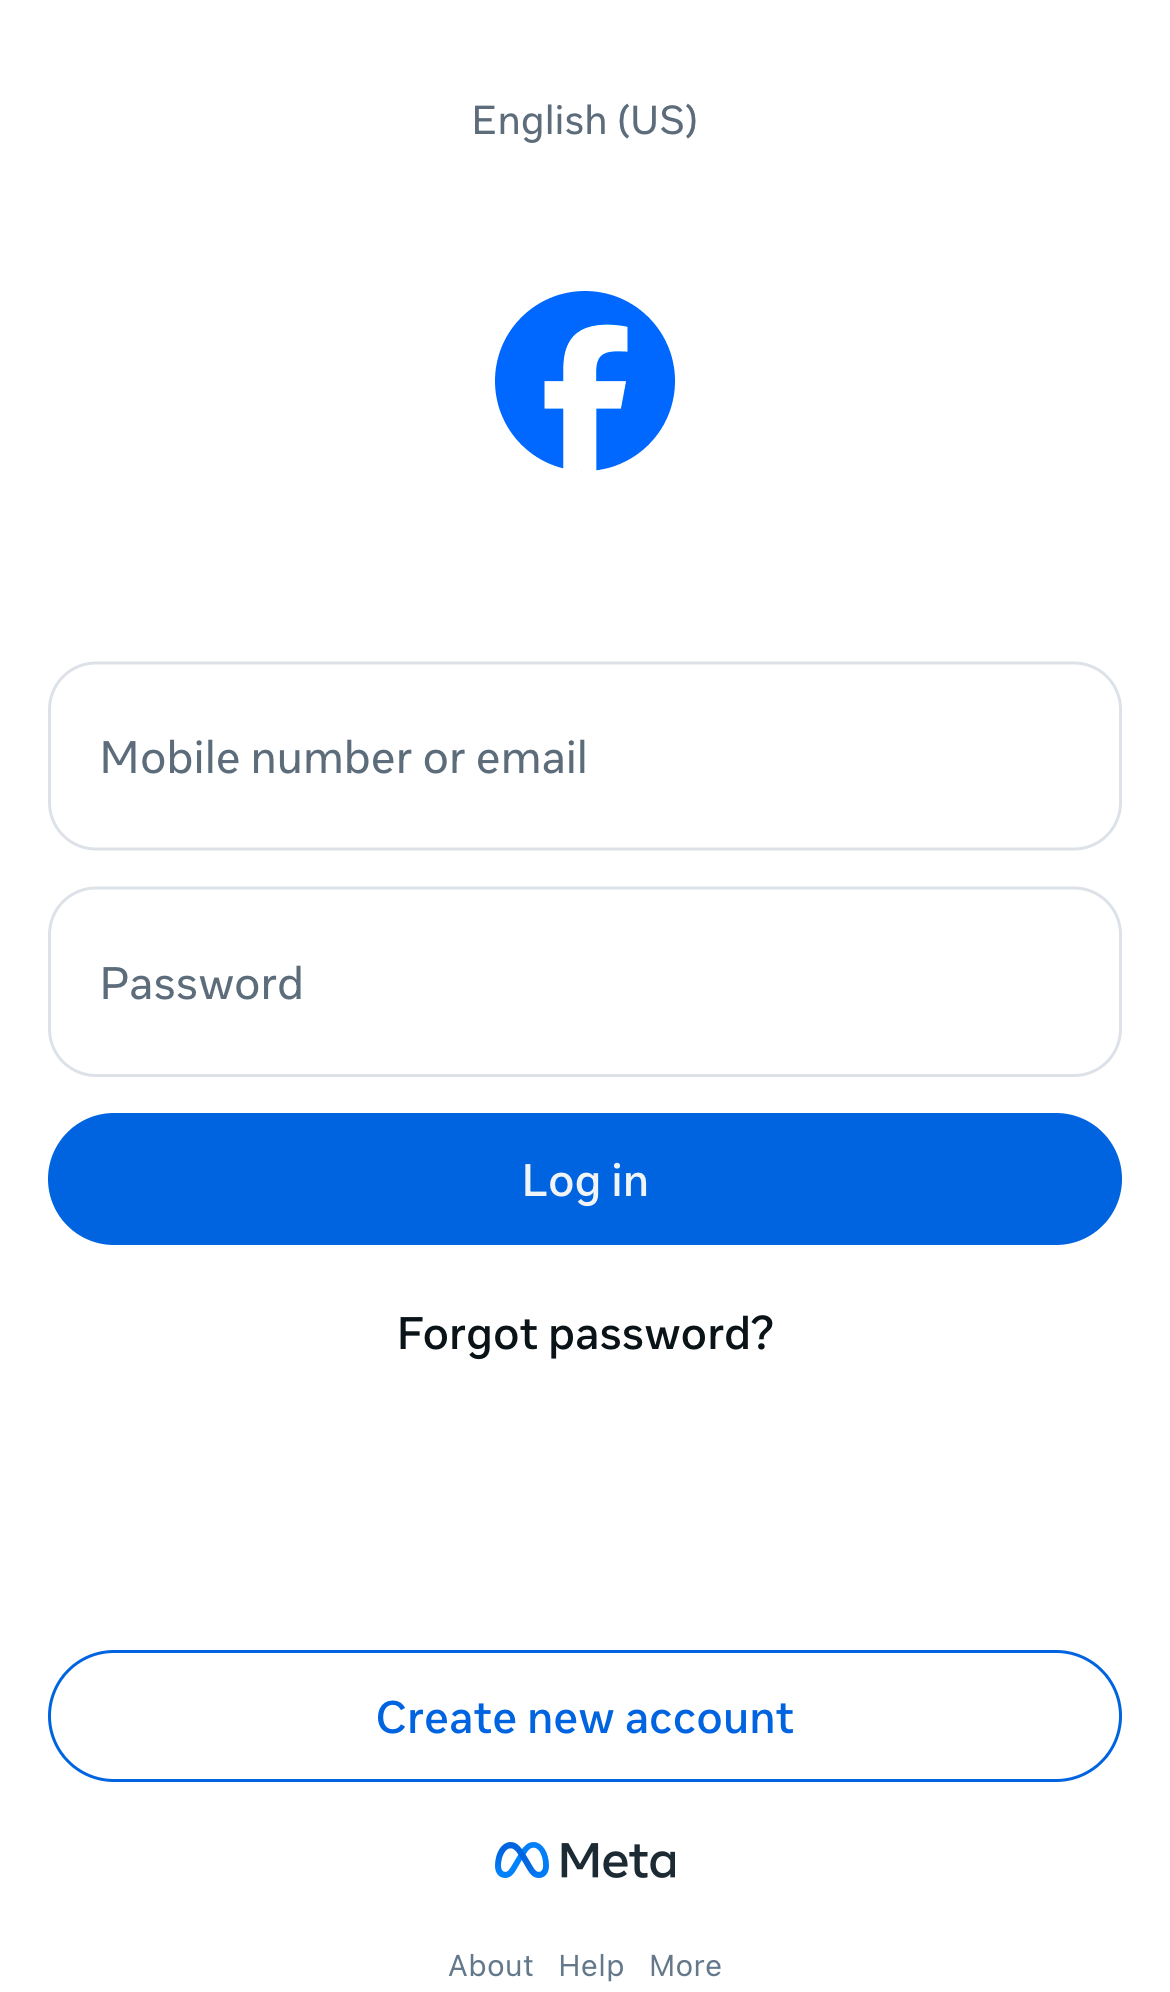 English (US)
Mobile number or email
Password
Log in
Forgot password?
Create new account
Meta
About Help More